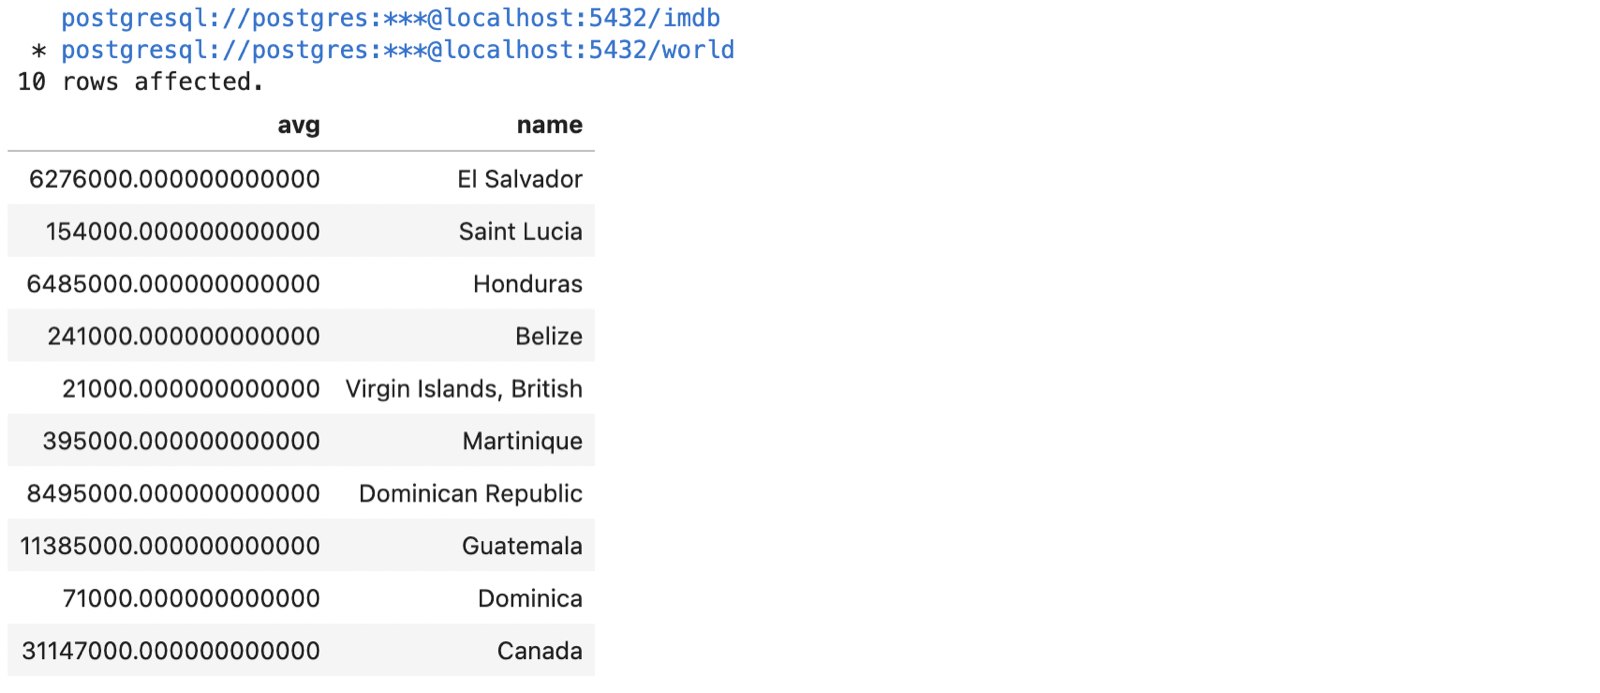 postgresql://postgres:***@localhost:5432/imdb
* postgresql://postgres:***@localhost:5432/world
10 rows affected.
avg name
6276000.000000000000 El Salvador
154000.000000000000 Saint Lucia
6485000.000000000000 Honduras
241000.000000000000 Belize
21000.000000000000 Virgin Islands, British
395000.000000000000 Martinique
8495000.000000000000 Dominican Republic
11385000.000000000000 Guatemala
71000.000000000000 Dominica
31147000.000000000000 Canada